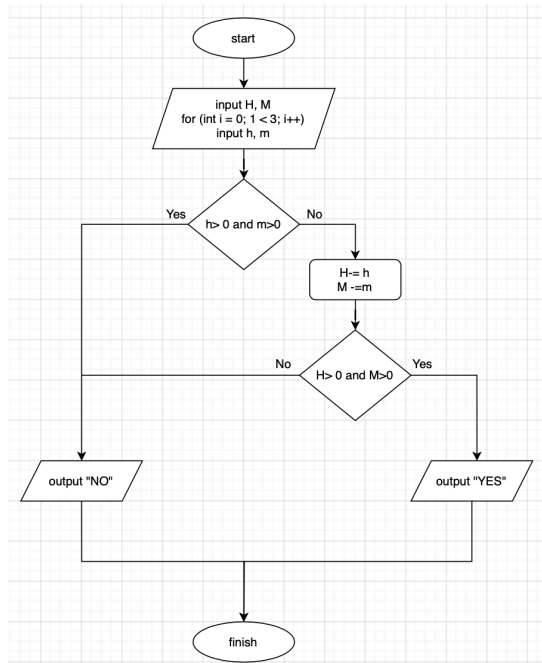 start
input H, M
for (int i = 0; 1 < 3; i++)
input h, m
Yes
h> 0 and m>0
No
H-= h
M -=m
No
H> 0 and M>0
Yes
output "NO"
output "YES"
finish